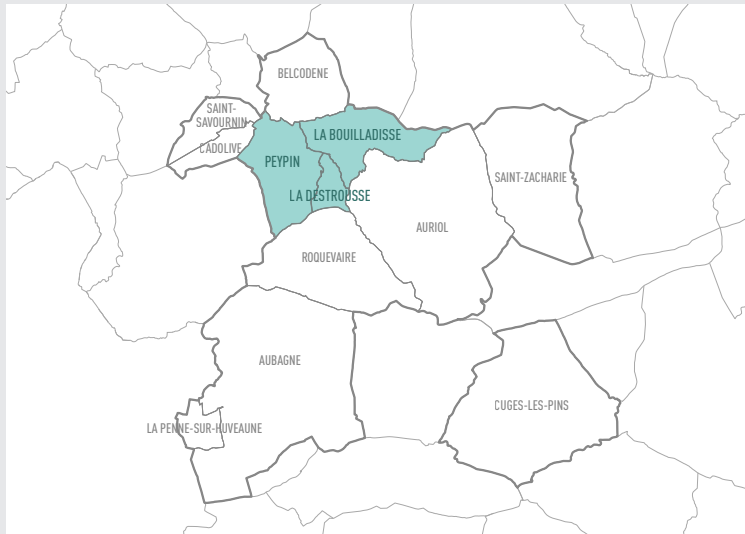 BELCODENE
SAINT-
SAVOURNIN
CADOLIVE
LA BOUILLADISSE
PEYPIN
SAINT-ZACHARIE
LA DESTROUSSE
AURIOL
ROQUEVAIRE
AUBAGNE
CUGES-LES-PINS
LA PENNE-SUR-HUVEAUNE